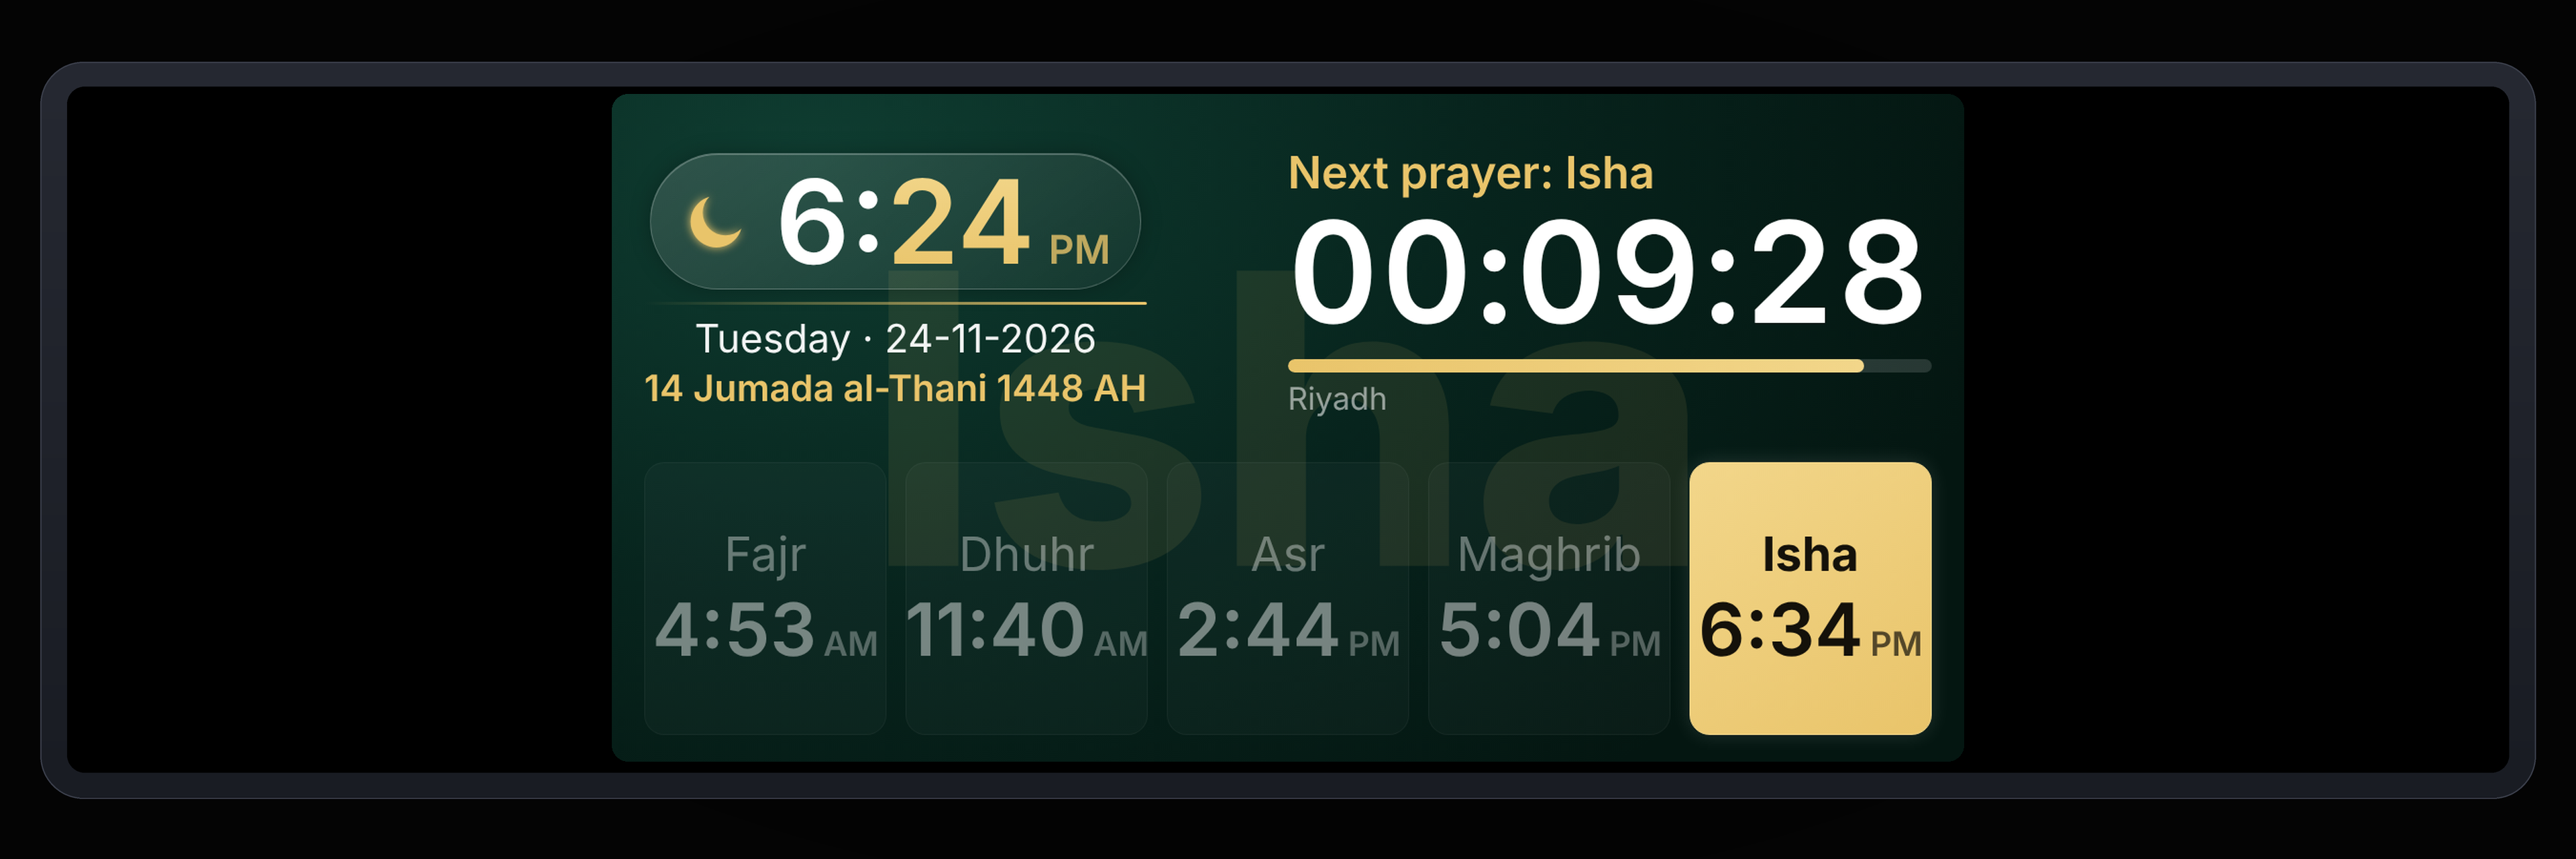 6:24 PM
Tuesday · 24-11-2026
14 Jumada al-Thani 1448 AH
Next prayer: Isha
00:09:28
Riyadh
Isha
Fajr
4:53 AM
Dhuhr
11:40 AM
Asr
2:44 PM
Maghrib
5:04 PM
Isha
6:34 PM